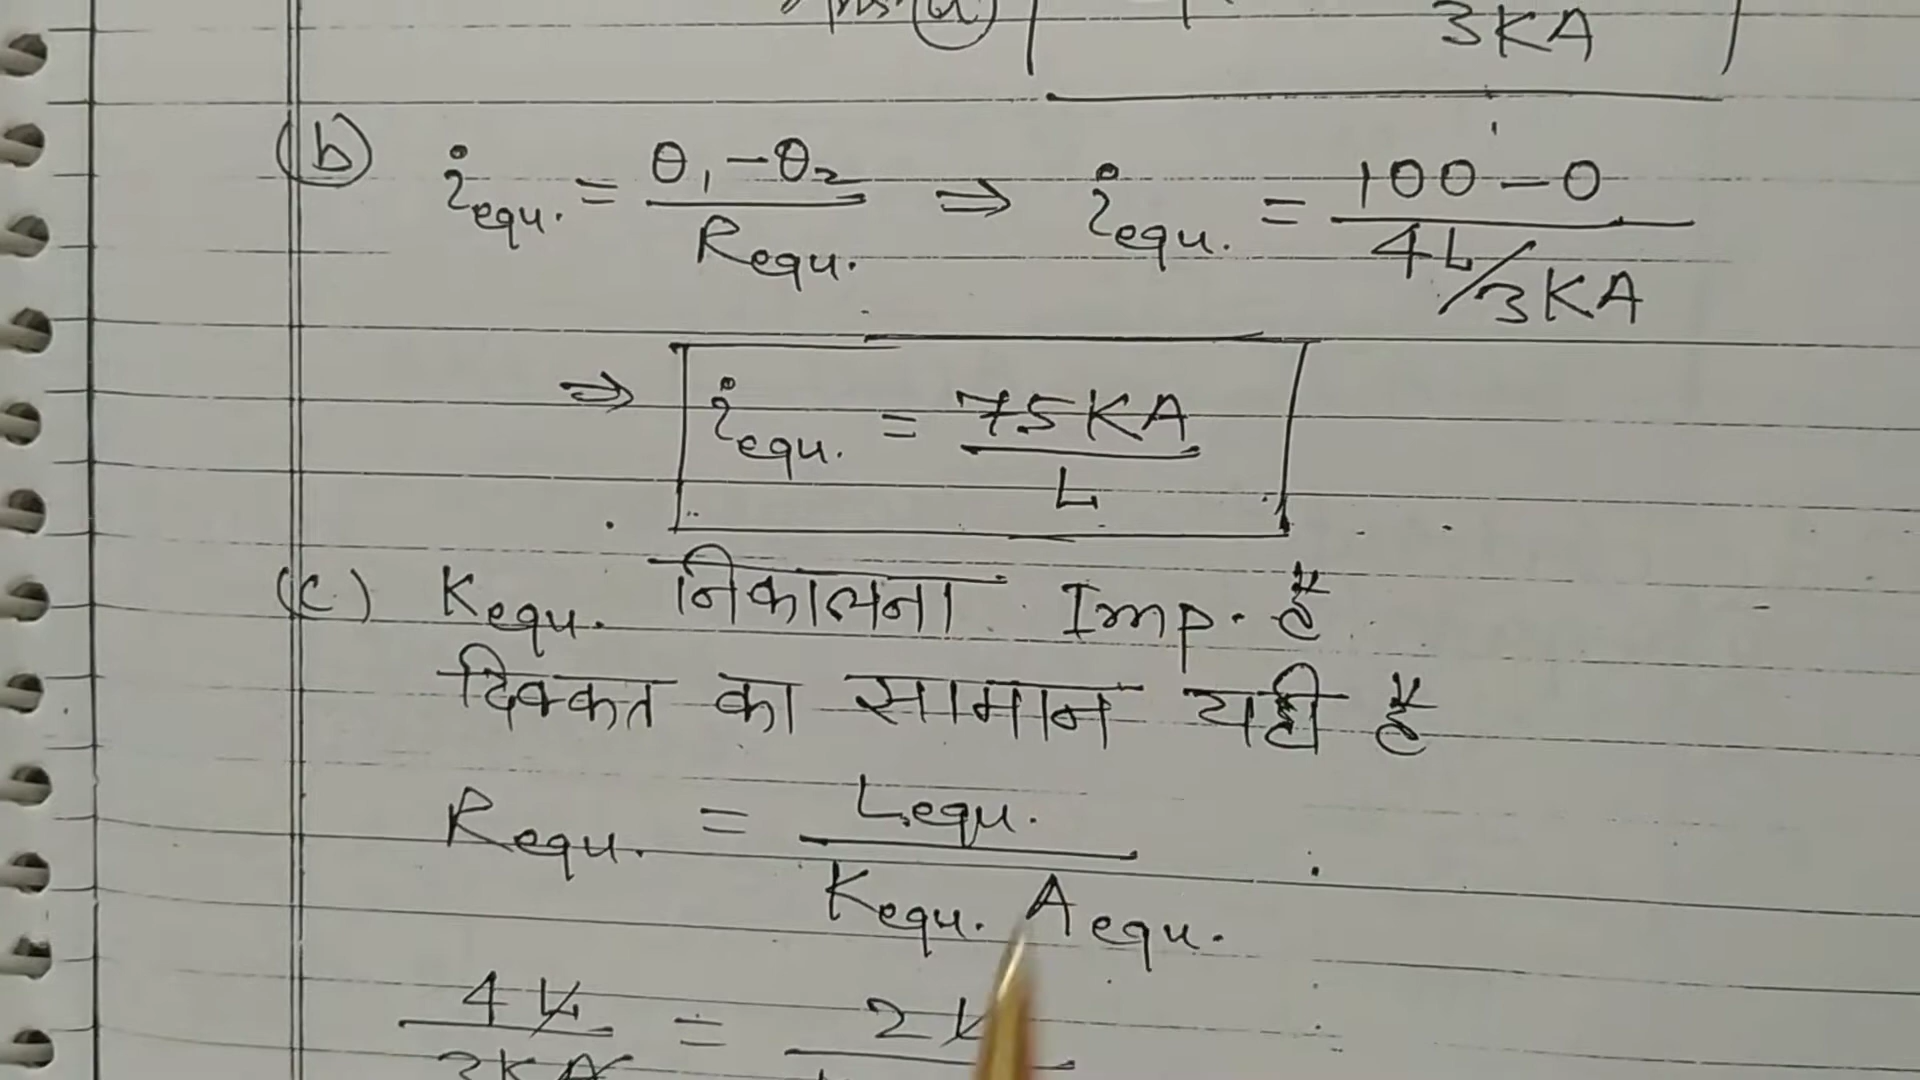 Ans (a)
3KA
(b) i_equ. = θ₁-θ₂ / R_equ. ⇒ i_equ. = 100-0 / 4L/3KA
⇒ i_equ. = 75KA / L
(c) K_equ. निकालना Imp. है
दिक्कत का सामान यही है
R_equ. = L_equ. / K_equ. A_equ.
4L / 3KA = 2L